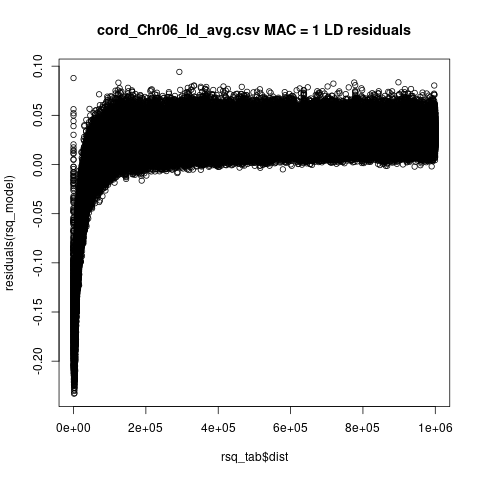 cord_Chr06_ld_avg.csv MAC = 1 LD residuals
residuals(rsq_model)
0.10
0.05
0.00
-0.05
-0.10
-0.15
-0.20
0e+00 2e+05 4e+05 6e+05 8e+05 1e+06
rsq_tab$dist